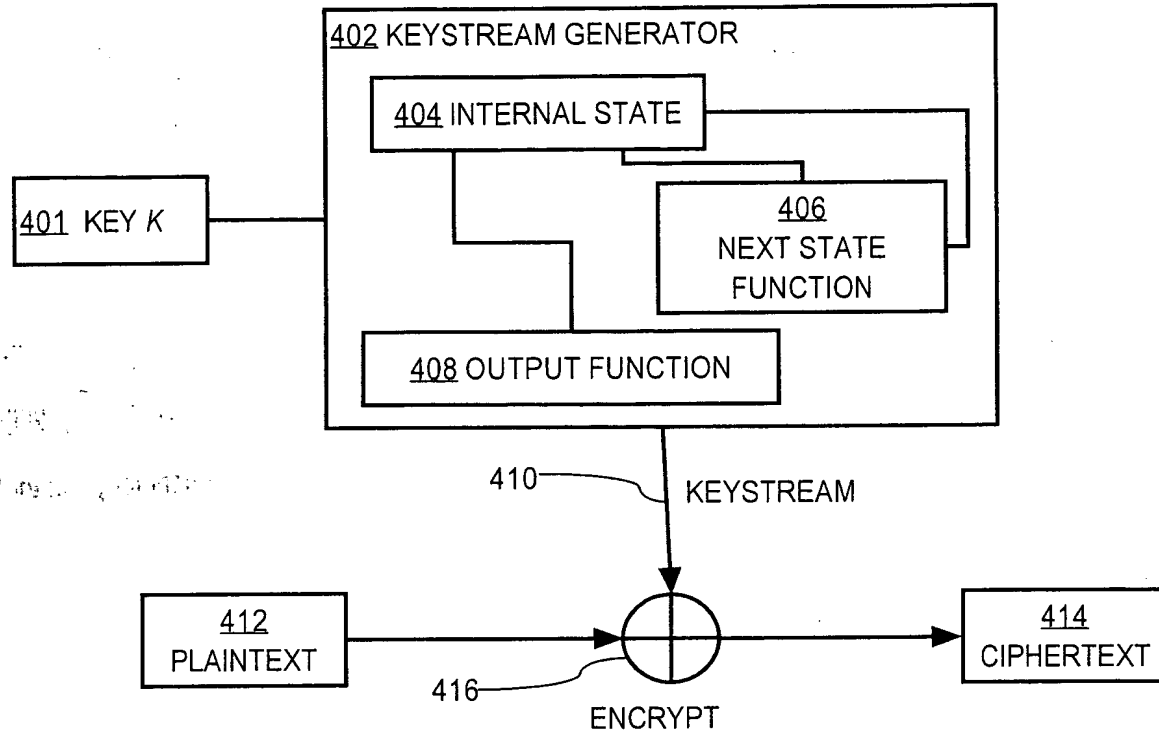 402 KEYSTREAM GENERATOR
404 INTERNAL STATE
401 KEY K
406
NEXT STATE
FUNCTION
408 OUTPUT FUNCTION
410
KEYSTREAM
412
PLAINTEXT
414
CIPHERTEXT
416
ENCRYPT